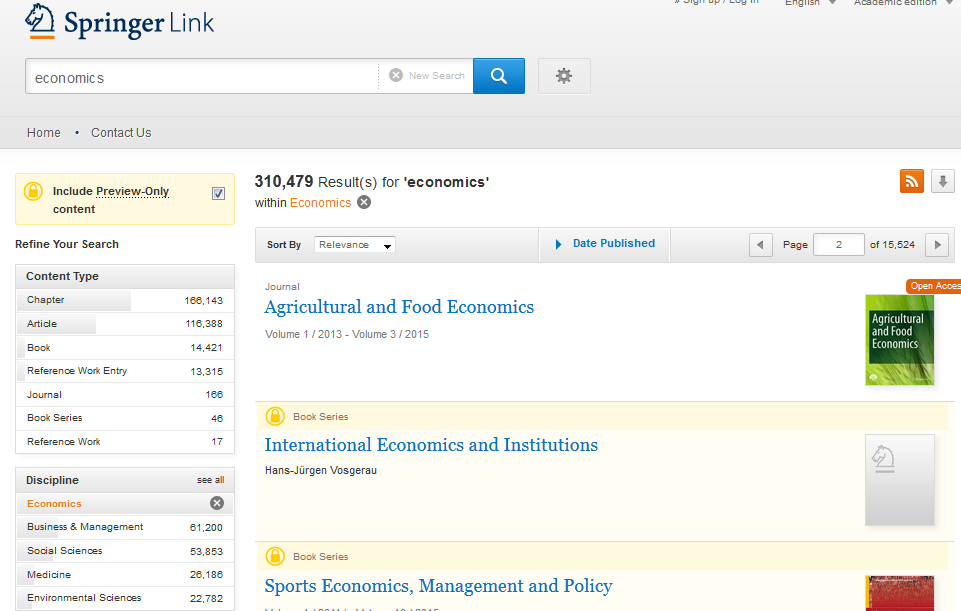 » Sign up / Log in English Academic edition
Springer Link
economics New Search
Home • Contact Us
Include Preview-Only
content
310,479 Result(s) for 'economics'
within Economics
Refine Your Search
Sort By Relevance Date Published Page 2 of 15,524
Content Type
Chapter 166,143
Article 116,388
Book 14,421
Reference Work Entry 13,315
Journal 166
Book Series 46
Reference Work 17
Discipline see all
Economics
Business & Management 61,200
Social Sciences 53,853
Medicine 26,186
Environmental Sciences 22,782
Journal
Agricultural and Food Economics
Volume 1 / 2013 - Volume 3 / 2015
Open Acces
Agricultural
and Food
Economics
Book Series
International Economics and Institutions
Hans-Jürgen Vosgerau
Book Series
Sports Economics, Management and Policy